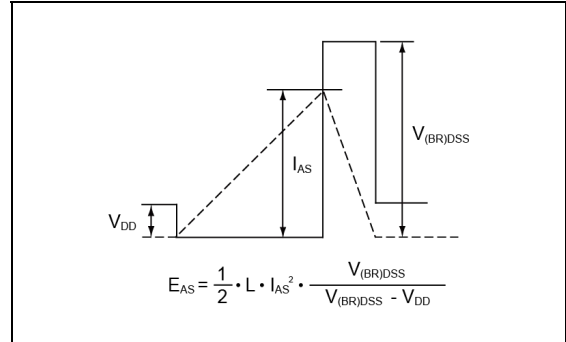 V(BR)DSS
IAS
VDD
EAS = 1/2 • L • IAS² • V(BR)DSS / V(BR)DSS - VDD